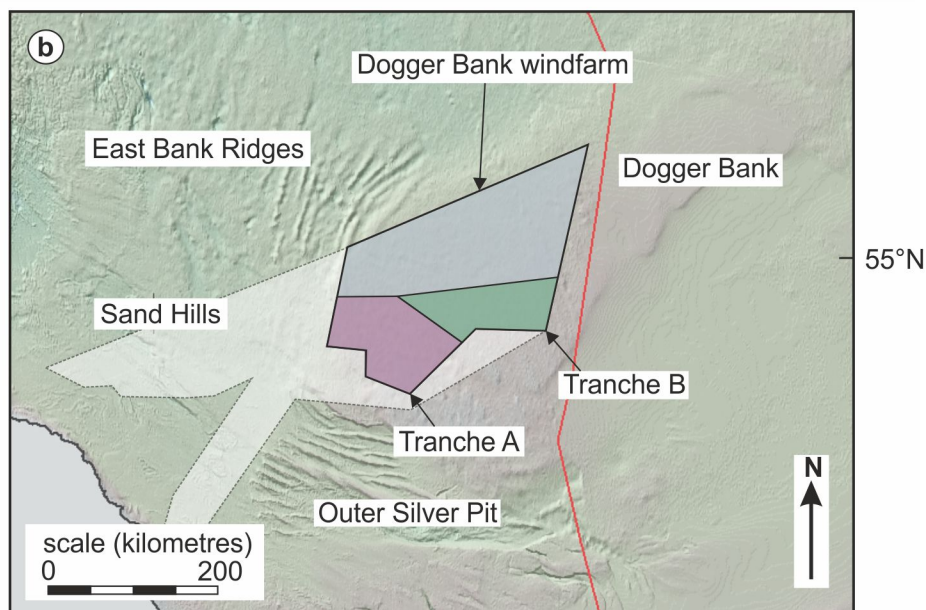 b
Dogger Bank windfarm
East Bank Ridges
Dogger Bank
55°N
Sand Hills
Tranche B
Tranche A
N
Outer Silver Pit
scale (kilometres)
0 200